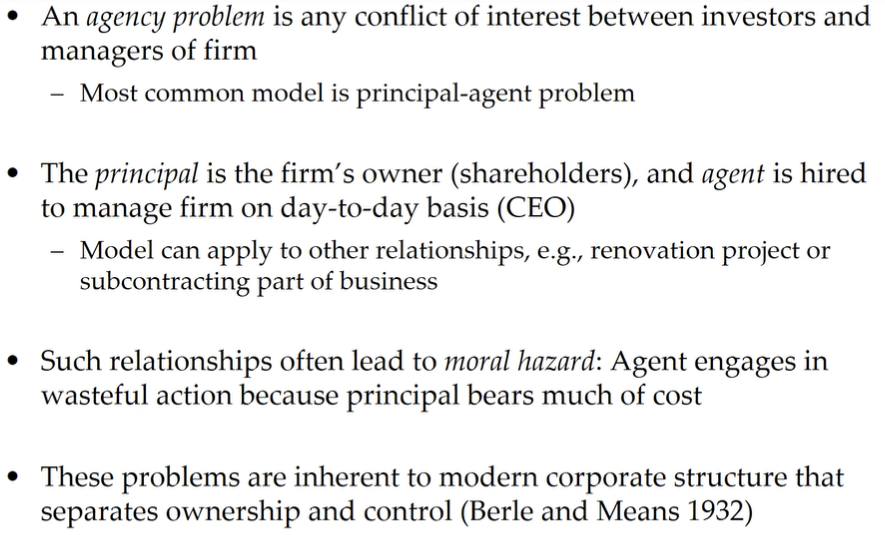 • An agency problem is any conflict of interest between investors and
managers of firm
– Most common model is principal-agent problem
• The principal is the firm's owner (shareholders), and agent is hired
to manage firm on day-to-day basis (CEO)
– Model can apply to other relationships, e.g., renovation project or
subcontracting part of business
• Such relationships often lead to moral hazard: Agent engages in
wasteful action because principal bears much of cost
• These problems are inherent to modern corporate structure that
separates ownership and control (Berle and Means 1932)